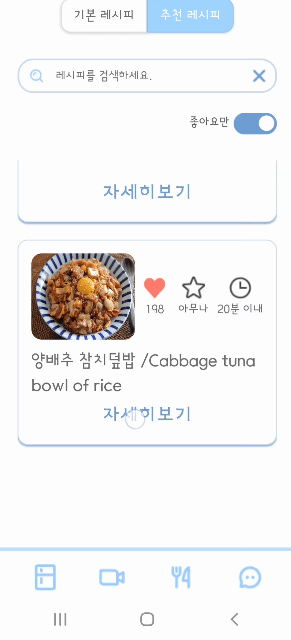 기본 레시피 추천 레시피
레시피를 검색하세요.
좋아요만
자세히보기
198 아무나 20분 이내
양배추 참치덮밥 /Cabbage tuna
bowl of rice
자세히보기